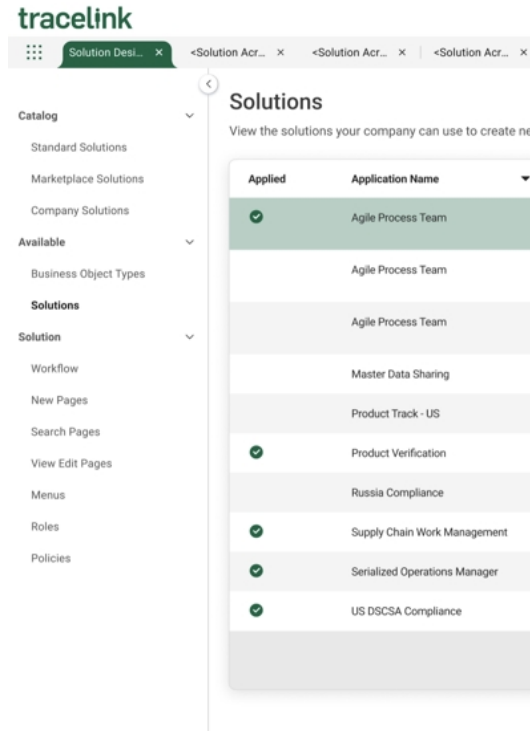 tracelink
Solution Desi... × <Solution Acr... × <Solution Acr... × <Solution Acr... ×
Catalog
Standard Solutions
Marketplace Solutions
Company Solutions
Available
Business Object Types
Solutions
Solution
Workflow
New Pages
Search Pages
View Edit Pages
Menus
Roles
Policies
Solutions
View the solutions your company can use to create ne
Applied Application Name
Agile Process Team
Agile Process Team
Agile Process Team
Master Data Sharing
Product Track - US
Product Verification
Russia Compliance
Supply Chain Work Management
Serialized Operations Manager
US DSCSA Compliance